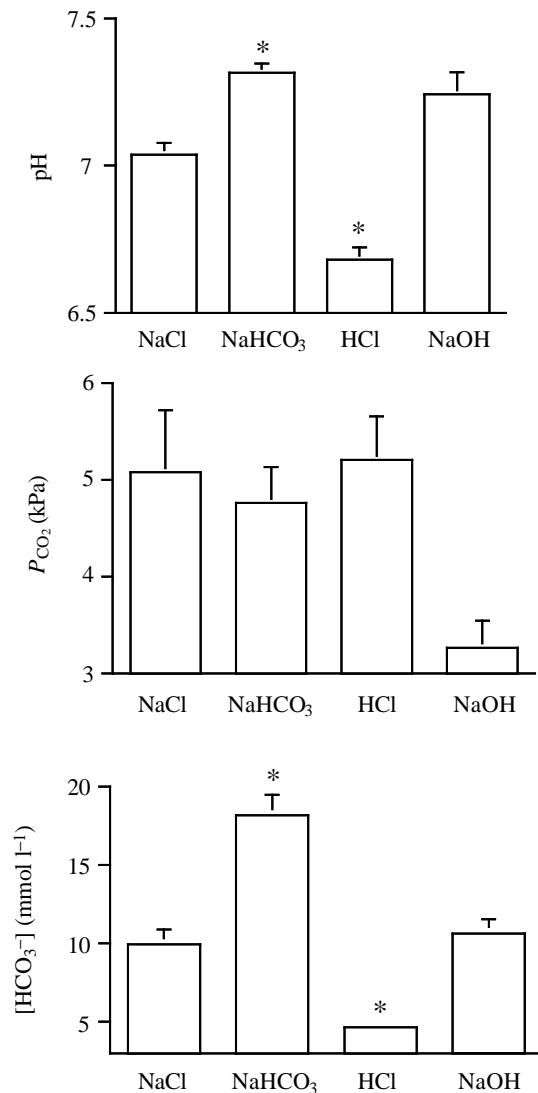 7.5
*
pH
7
*
6.5
NaCl NaHCO₃ HCl NaOH
6
5
P_CO₂ (kPa)
4
3
NaCl NaHCO₃ HCl NaOH
20
*
15
[HCO₃⁻] (mmol l⁻¹)
10
5
*
NaCl NaHCO₃ HCl NaOH